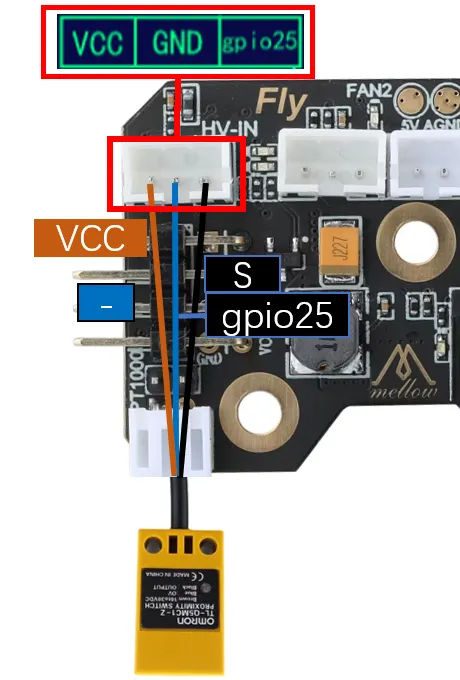 VCC GND gpio25
Fly
FAN2
5V AGND
HV-IN
VCC
J227
S
-
gpio25
GND
PT1000
mellow
OMRON
PROXIMITY SWITCH
TL-Q5MC1-Z
Brown 10to30VDC
Blue 0V
Black OUTPUT
MADE IN CHINA